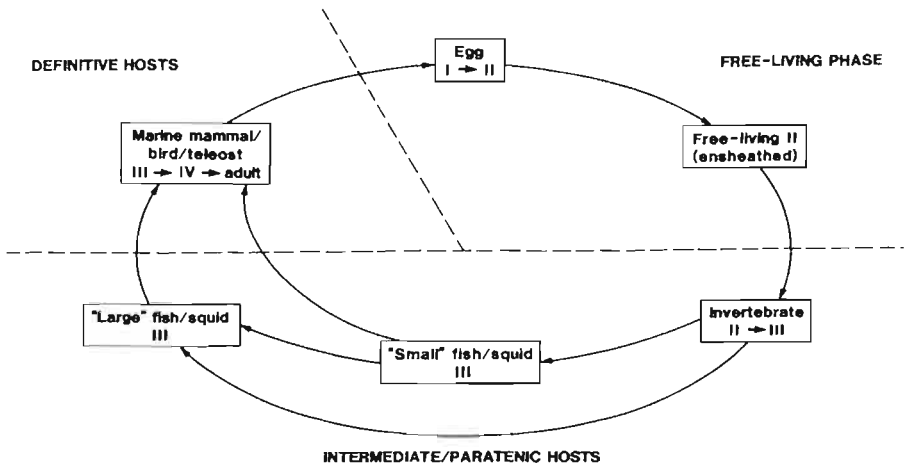 DEFINITIVE HOSTS
Egg
I → II
FREE-LIVING PHASE
Marine mammal/
bird/teleost
III → IV → adult
Free-living II
(ensheathed)
"Large" fish/squid
III
"Small" fish/squid
III
Invertebrate
II → III
INTERMEDIATE/PARATENIC HOSTS